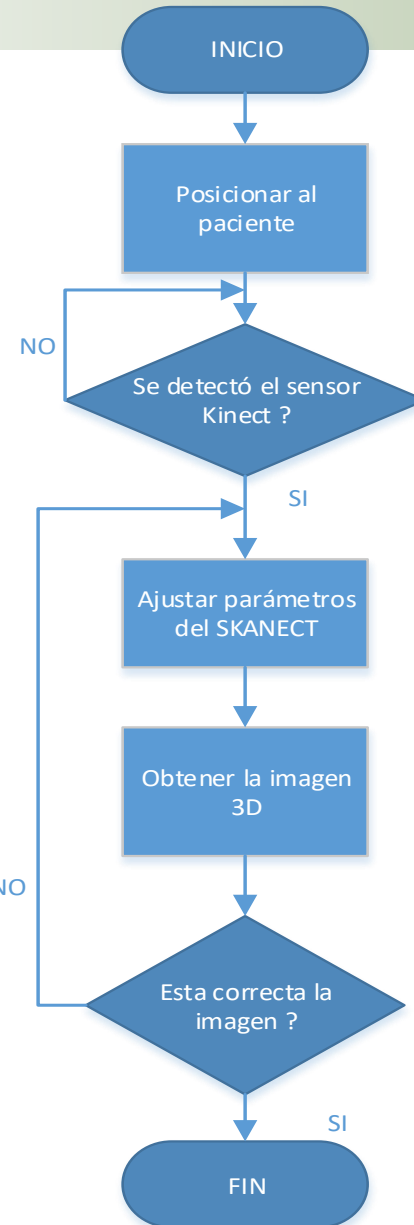 INICIO
Posicionar al
paciente
NO
Se detectó el sensor
Kinect ?
SI
Ajustar parámetros
del SKANECT
Obtener la imagen
3D
NO
Esta correcta la
imagen ?
SI
FIN